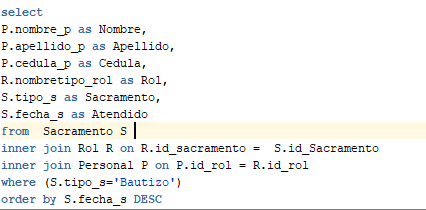 select
P.nombre_p as Nombre,
P.apellido_p as Apellido,
P.cedula_p as Cedula,
R.nombretipo_rol as Rol,
S.tipo_s as Sacramento,
S.fecha_s as Atendido
from  Sacramento S
inner join Rol R on R.id_sacramento =  S.id_Sacramento
inner join Personal P on P.id_rol = R.id_rol
where (S.tipo_s='Bautizo')
order by S.fecha_s DESC